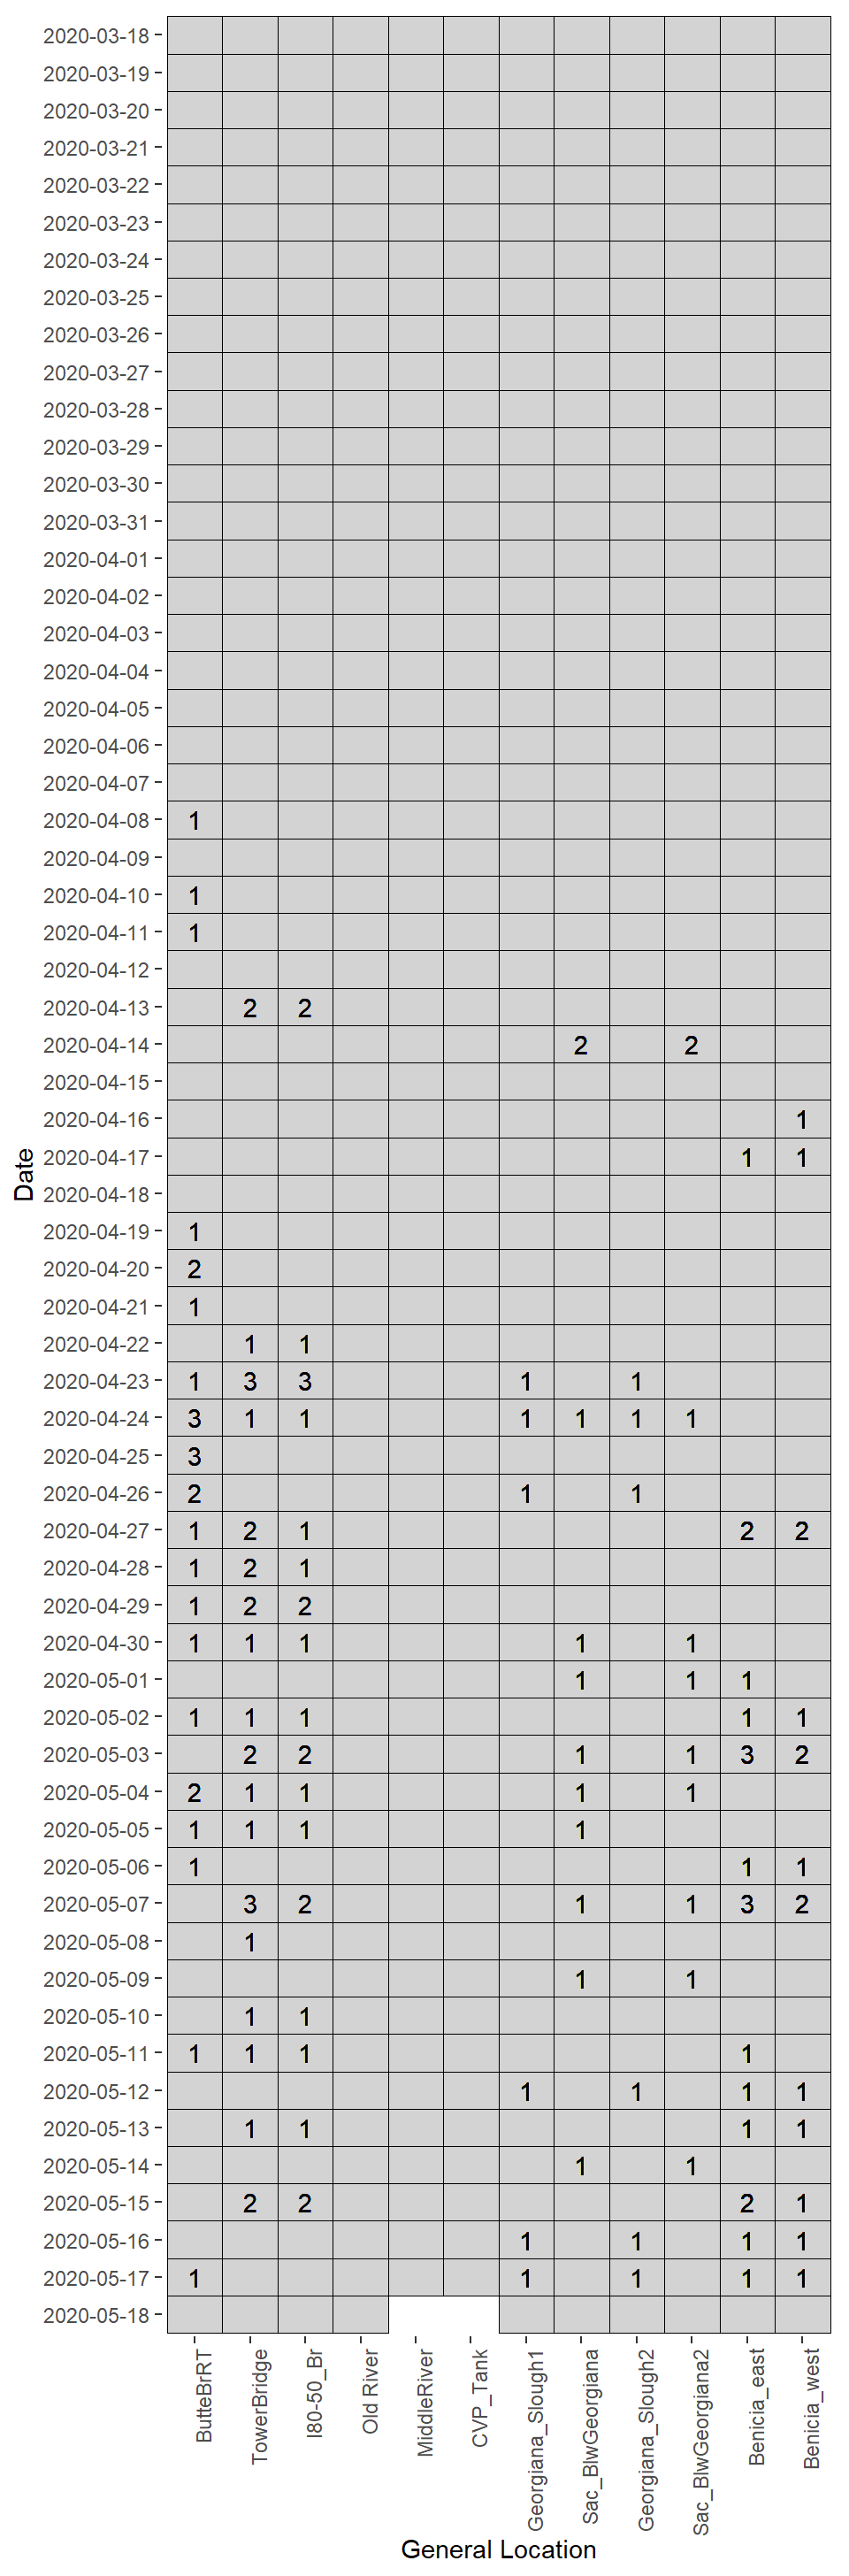 2020-03-18
2020-03-19
2020-03-20
2020-03-21
2020-03-22
2020-03-23
2020-03-24
2020-03-25
2020-03-26
2020-03-27
2020-03-28
2020-03-29
2020-03-30
2020-03-31
2020-04-01
2020-04-02
2020-04-03
2020-04-04
2020-04-05
2020-04-06
2020-04-07
2020-04-08 1
2020-04-09
2020-04-10 1
2020-04-11 1
2020-04-12
2020-04-13 2 2
2020-04-14 2 2
2020-04-15
2020-04-16 1
2020-04-17 1 1
2020-04-18
2020-04-19 1
2020-04-20 2
2020-04-21 1
2020-04-22 1 1
2020-04-23 1 3 3 1 1
2020-04-24 3 1 1 1 1 1 1
2020-04-25 3
2020-04-26 2 1 1
2020-04-27 1 2 1 2 2
2020-04-28 1 2 1
2020-04-29 1 2 2
2020-04-30 1 1 1 1 1
2020-05-01 1 1 1
2020-05-02 1 1 1 1 1
2020-05-03 2 2 1 1 3 2
2020-05-04 2 1 1 1 1
2020-05-05 1 1 1 1
2020-05-06 1 1 1
2020-05-07 3 2 1 1 3 2
2020-05-08 1
2020-05-09 1 1
2020-05-10 1 1
2020-05-11 1 1 1 1
2020-05-12 1 1 1 1
2020-05-13 1 1 1 1
2020-05-14 1 1
2020-05-15 2 2 2 1
2020-05-16 1 1 1 1
2020-05-17 1 1 1 1 1
2020-05-18
Date
ButteBrRT
TowerBridge
I80-50_Br
Old River
MiddleRiver
CVP_Tank
Georgiana_Slough1
Sac_BlwGeorgiana
Georgiana_Slough2
Sac_BlwGeorgiana2
Benicia_east
Benicia_west
General Location